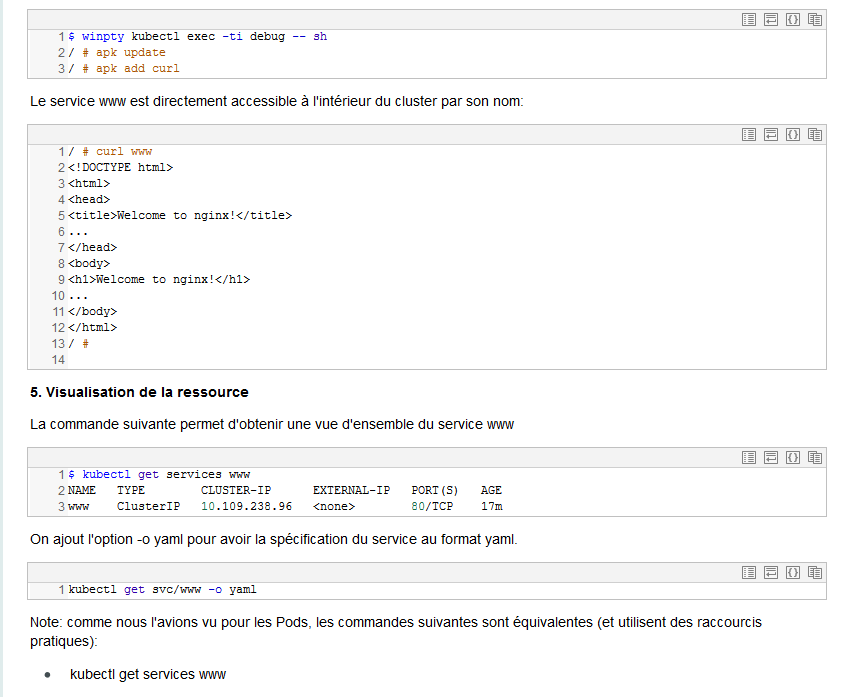 1 $ winpty kubectl exec -ti debug -- sh
2 / # apk update
3 / # apk add curl
Le service www est directement accessible à l'intérieur du cluster par son nom:
1 / # curl www
2 <!DOCTYPE html>
3 <html>
4 <head>
5 <title>Welcome to nginx!</title>
6 ...
7 </head>
8 <body>
9 <h1>Welcome to nginx!</h1>
10 ...
11 </body>
12 </html>
13 / #
14
5. Visualisation de la ressource
La commande suivante permet d'obtenir une vue d'ensemble du service www
1 $ kubectl get services www
2 NAME TYPE CLUSTER-IP EXTERNAL-IP PORT(S) AGE
3 www ClusterIP 10.109.238.96 <none> 80/TCP 17m
On ajout l'option -o yaml pour avoir la spécification du service au format yaml.
1 kubectl get svc/www -o yaml
Note: comme nous l'avions vu pour les Pods, les commandes suivantes sont équivalentes (et utilisent des raccourcis
pratiques):
• kubectl get services www